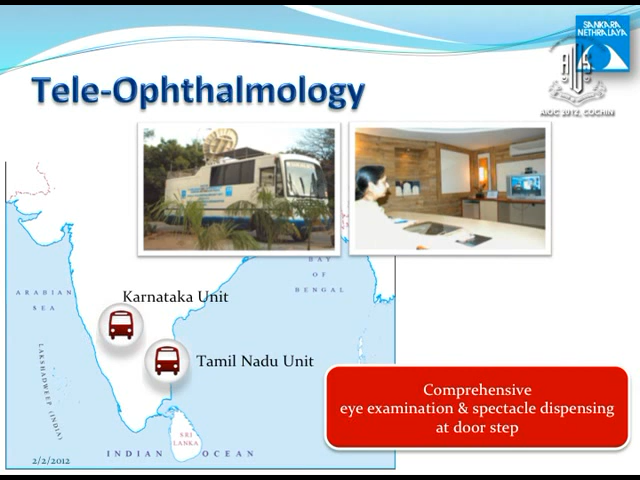 SANKARA
NETHRALAYA
AIOS
AIOC 2012, COCHIN
Tele-Ophthalmology
BAY
OF
BENGAL
ARABIAN
SEA
Karnataka Unit
Tamil Nadu Unit
LAKSHADWEEP (INDIA)
Comprehensive
eye examination & spectacle dispensing
at door step
SRI
LANKA
INDIAN OCEAN
2/2/2012